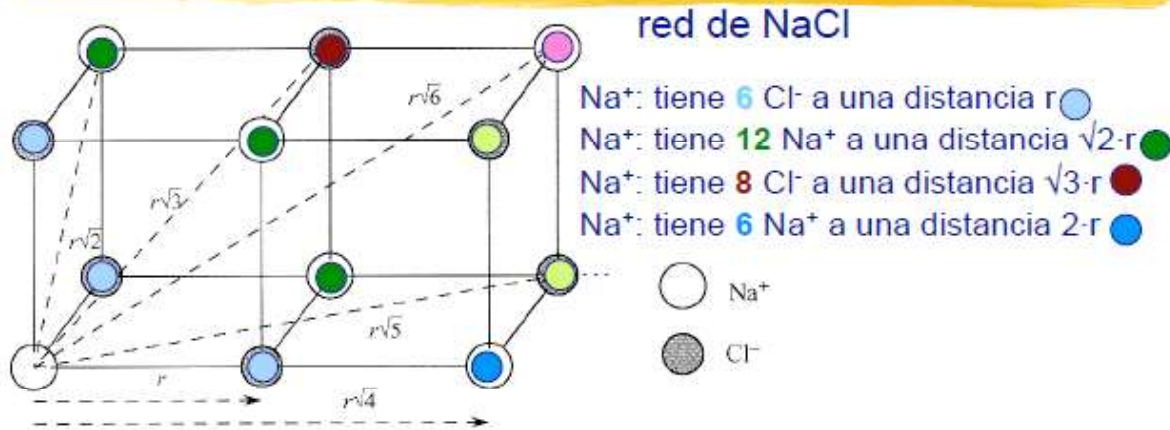 red de NaCl
Na⁺: tiene 6 Cl⁻ a una distancia r
Na⁺: tiene 12 Na⁺ a una distancia √2·r
Na⁺: tiene 8 Cl⁻ a una distancia √3·r
Na⁺: tiene 6 Na⁺ a una distancia 2·r
r√6
r√3
r√2
r√5
r
r√4
Na⁺
Cl⁻